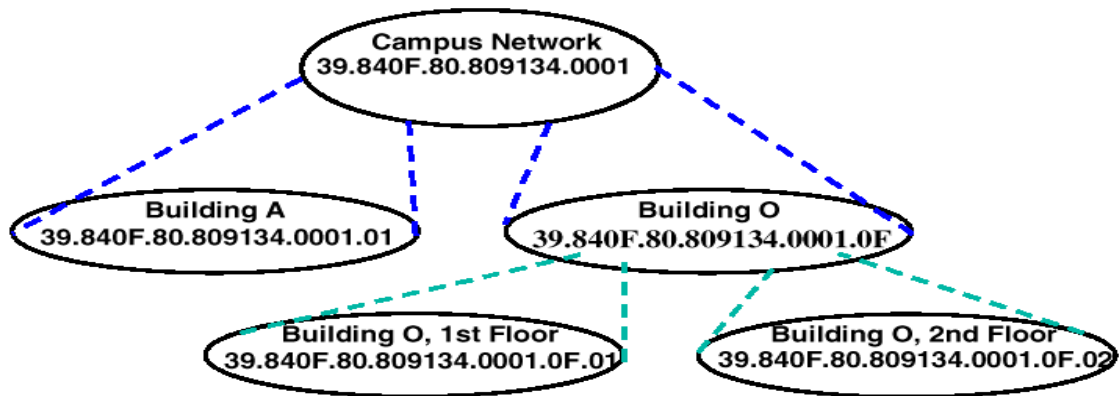 Campus Network
39.840F.80.809134.0001
Building A
39.840F.80.809134.0001.01
Building O
39.840F.80.809134.0001.0F
Building O, 1st Floor
39.840F.80.809134.0001.0F.01
Building O, 2nd Floor
39.840F.80.809134.0001.0F.02